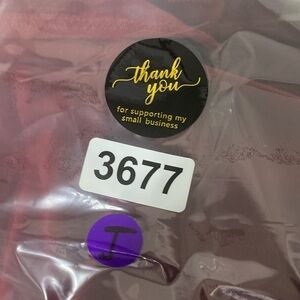 thank
you
for supporting my
small business
3677
I